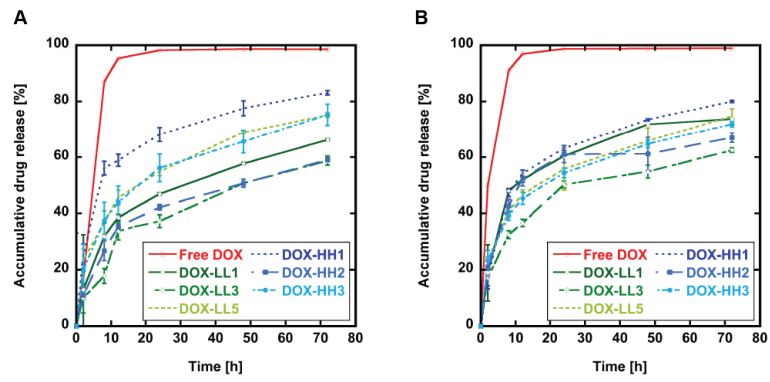 A
B
Accumulative drug release [%]
100
80
60
40
20
0
Free DOX
DOX-LL1
DOX-LL3
DOX-LL5
DOX-HH1
DOX-HH2
DOX-HH3
0 10 20 30 40 50 60 70 80
Time [h]
Accumulative drug release [%]
100
80
60
40
20
0
Free DOX
DOX-LL1
DOX-LL3
DOX-LL5
DOX-HH1
DOX-HH2
DOX-HH3
0 10 20 30 40 50 60 70 80
Time [h]